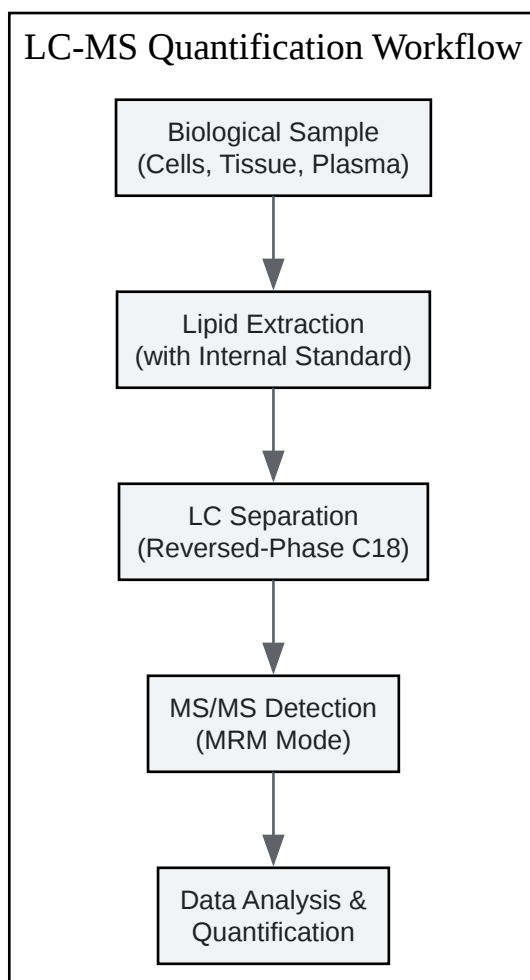 LC-MS Quantification Workflow
Biological Sample
(Cells, Tissue, Plasma)
Lipid Extraction
(with Internal Standard)
LC Separation
(Reversed-Phase C18)
MS/MS Detection
(MRM Mode)
Data Analysis &
Quantification